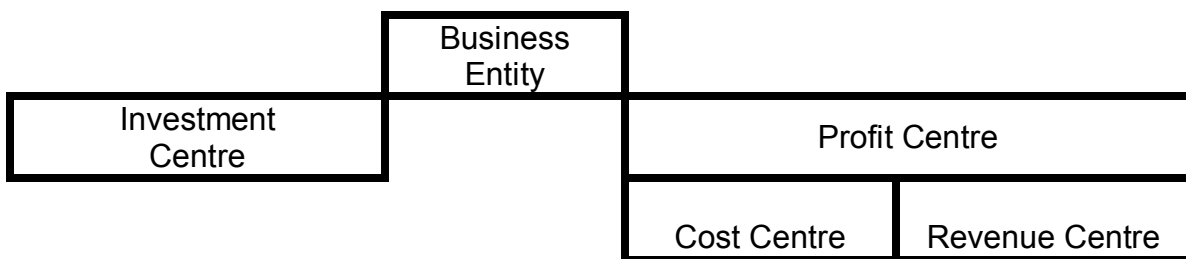 Business
Entity
Investment
Centre
Profit Centre
Cost Centre
Revenue Centre